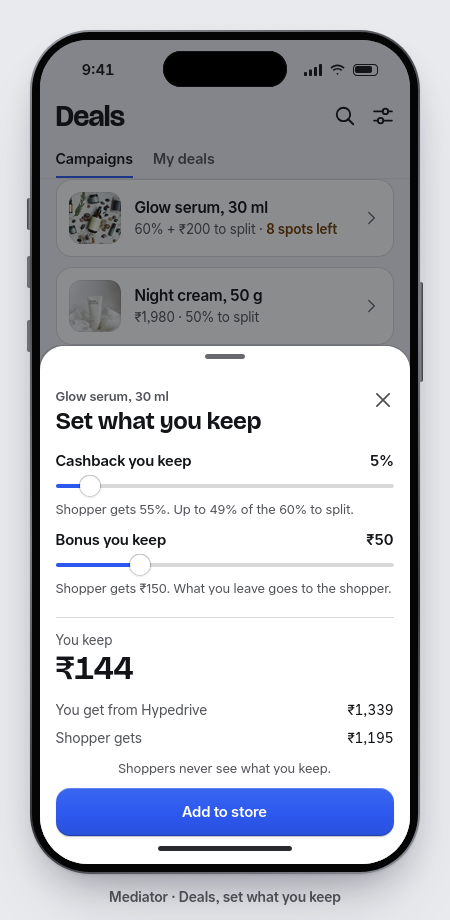 9:41
Deals
Campaigns
My deals
Glow serum, 30 ml
60% + ₹200 to split · 8 spots left
Night cream, 50 g
₹1,980 · 50% to split
Glow serum, 30 ml
Set what you keep
Cashback you keep
5%
Shopper gets 55%. Up to 49% of the 60% to split.
Bonus you keep
₹50
Shopper gets ₹150. What you leave goes to the shopper.
You keep
₹144
You get from Hypedrive
₹1,339
Shopper gets
₹1,195
Shoppers never see what you keep.
Add to store
Mediator · Deals, set what you keep